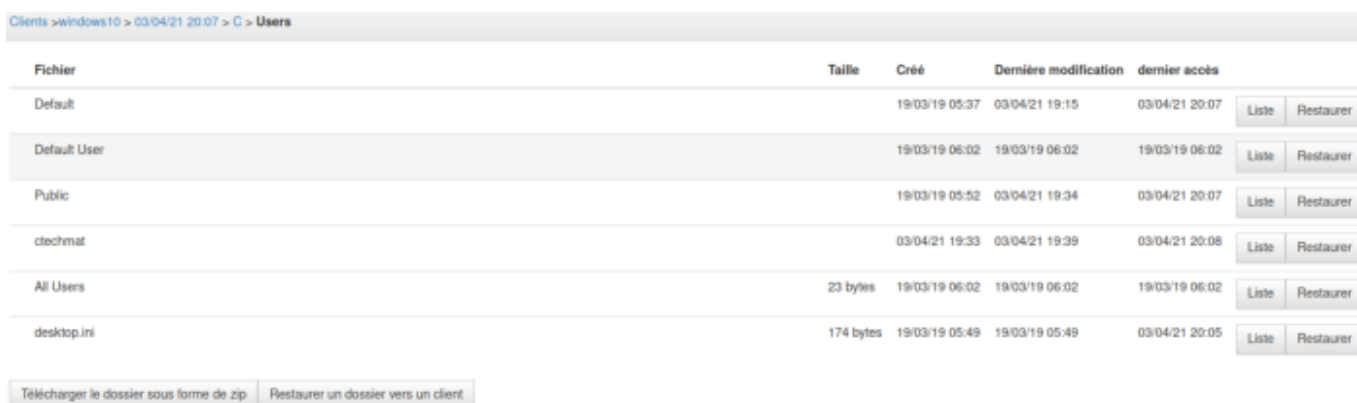 Clients >windows10 > 03/04/21 20:07 > C > Users
Fichier Taille Créé Dernière modification dernier accès
Default 19/03/19 05:37 03/04/21 19:15 03/04/21 20:07 Liste Restaurer
Default User 19/03/19 06:02 19/03/19 06:02 19/03/19 06:02 Liste Restaurer
Public 19/03/19 05:52 03/04/21 19:34 03/04/21 20:07 Liste Restaurer
ctechmat 03/04/21 19:33 03/04/21 19:39 03/04/21 20:08 Liste Restaurer
All Users 23 bytes 19/03/19 06:02 19/03/19 06:02 19/03/19 06:02 Liste Restaurer
desktop.ini 174 bytes 19/03/19 05:49 19/03/19 05:49 03/04/21 20:05 Liste Restaurer
Télécharger le dossier sous forme de zip Restaurer un dossier vers un client